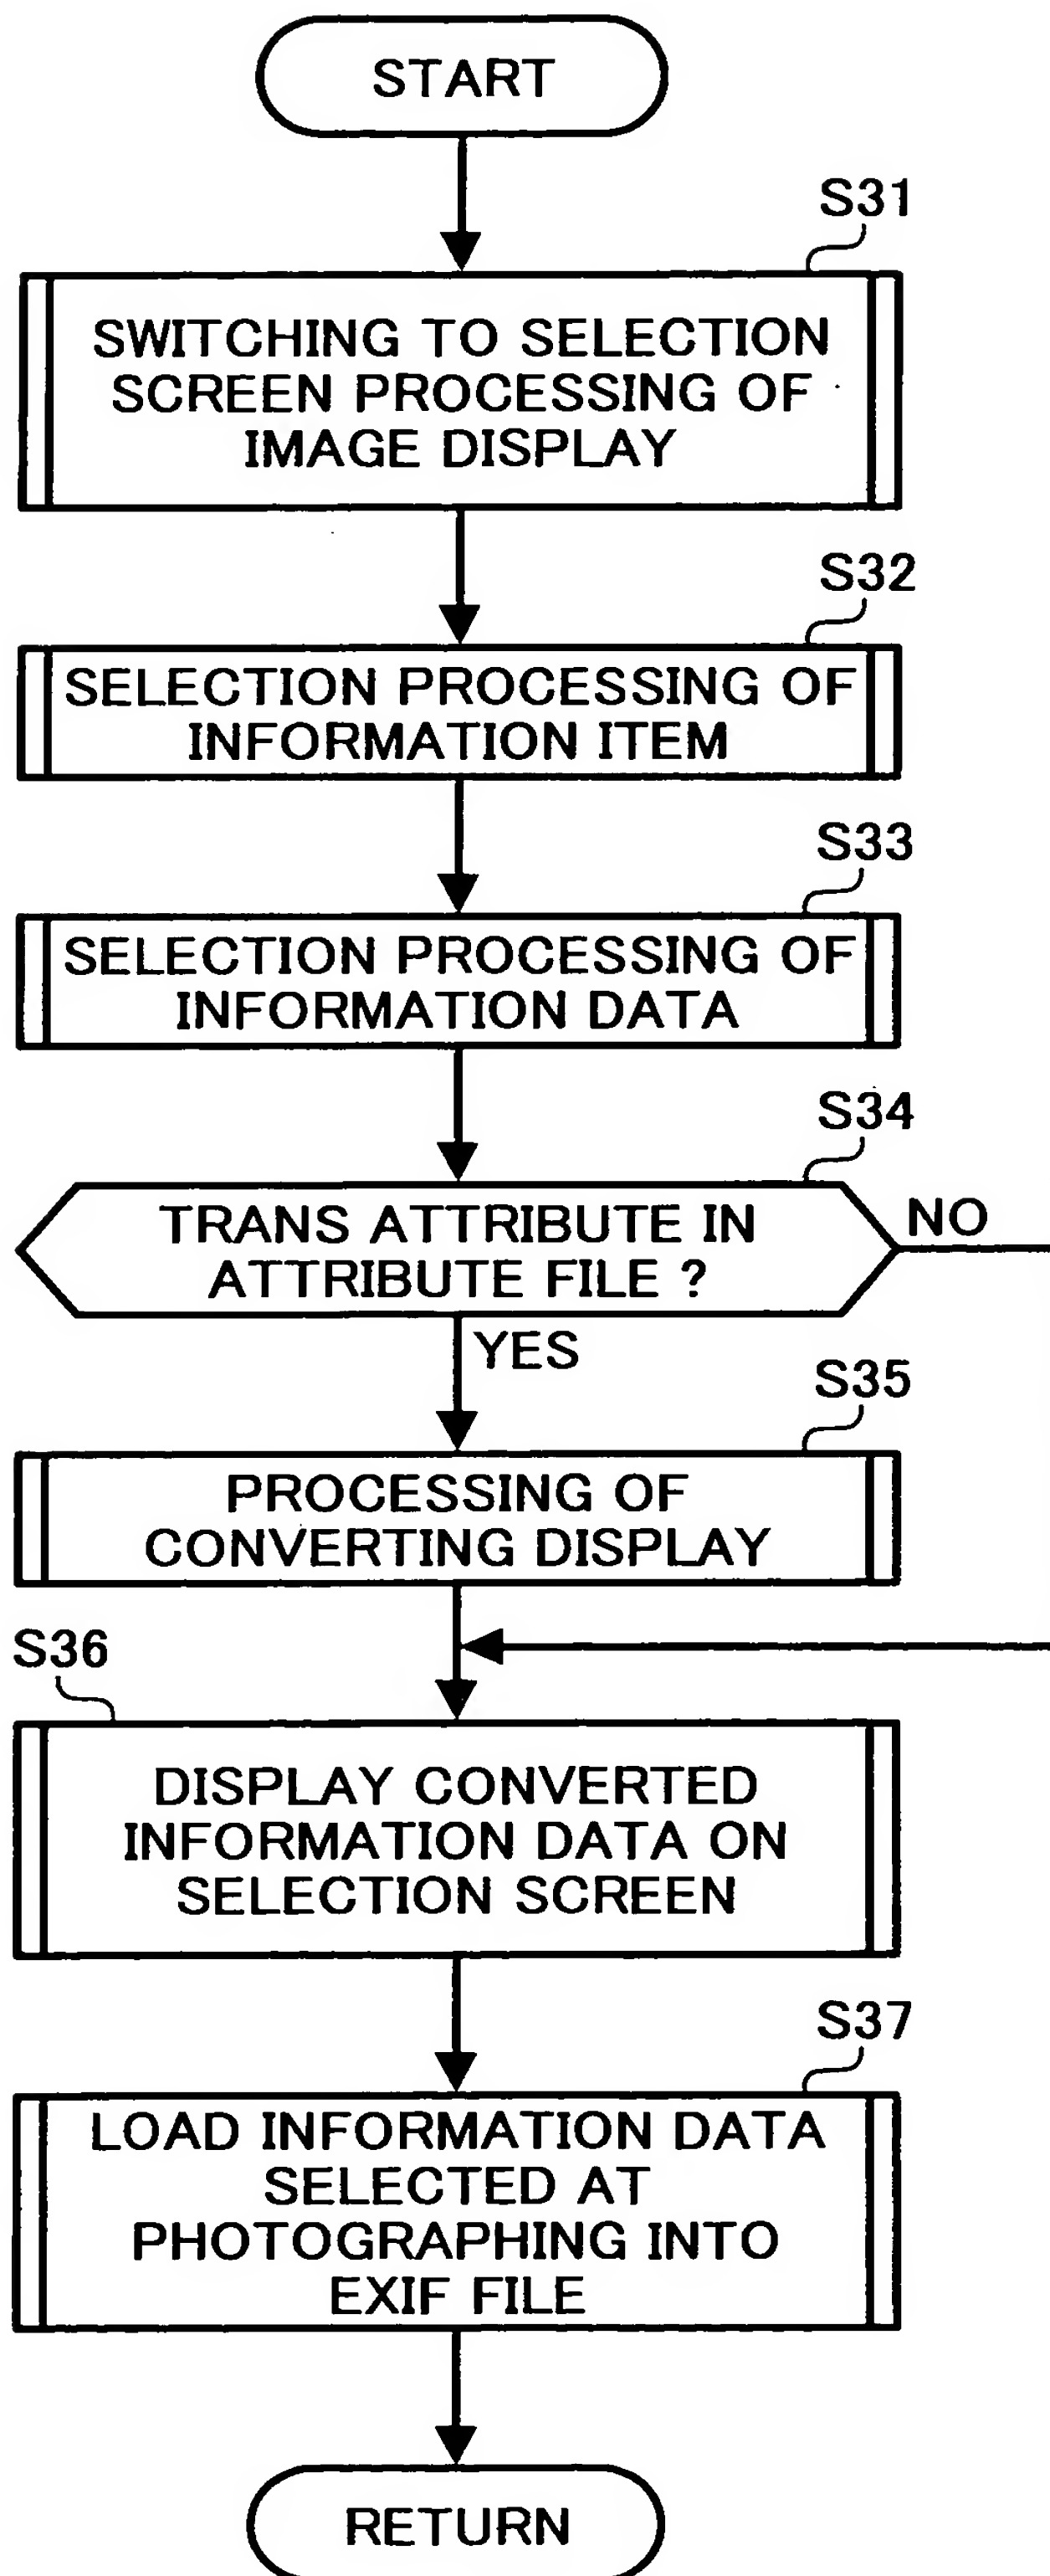 START
S31
SWITCHING TO SELECTION
SCREEN PROCESSING OF
IMAGE DISPLAY
S32
SELECTION PROCESSING OF
INFORMATION ITEM
S33
SELECTION PROCESSING OF
INFORMATION DATA
S34
TRANS ATTRIBUTE IN
ATTRIBUTE FILE ?
NO
YES
S35
PROCESSING OF
CONVERTING DISPLAY
S36
DISPLAY CONVERTED
INFORMATION DATA ON
SELECTION SCREEN
S37
LOAD INFORMATION DATA
SELECTED AT
PHOTOGRAPHING INTO
EXIF FILE
RETURN